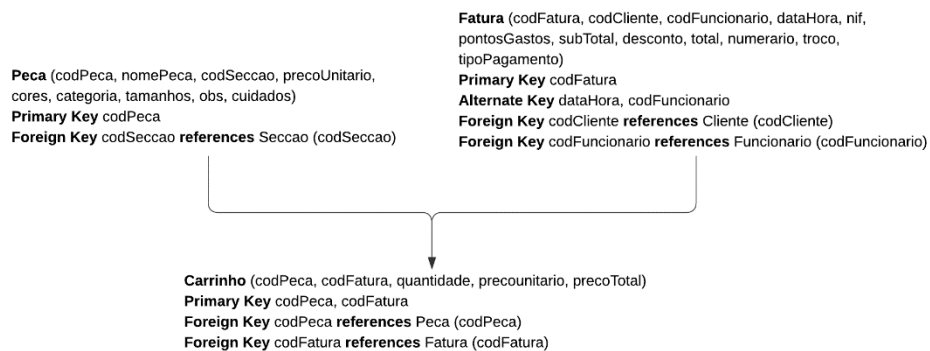 Peca (codPeca, nomePeca, codSeccao, precoUnitario,
cores, categoria, tamanhos, obs, cuidados)
Primary Key codPeca
Foreign Key codSeccao references Seccao (codSeccao)
Fatura (codFatura, codCliente, codFuncionario, dataHora, nif,
pontosGastos, subTotal, desconto, total, numerario, troco,
tipoPagamento)
Primary Key codFatura
Alternate Key dataHora, codFuncionario
Foreign Key codCliente references Cliente (codCliente)
Foreign Key codFuncionario references Funcionario (codFuncionario)
Carrinho (codPeca, codFatura, quantidade, precounitario, precoTotal)
Primary Key codPeca, codFatura
Foreign Key codPeca references Peca (codPeca)
Foreign Key codFatura references Fatura (codFatura)